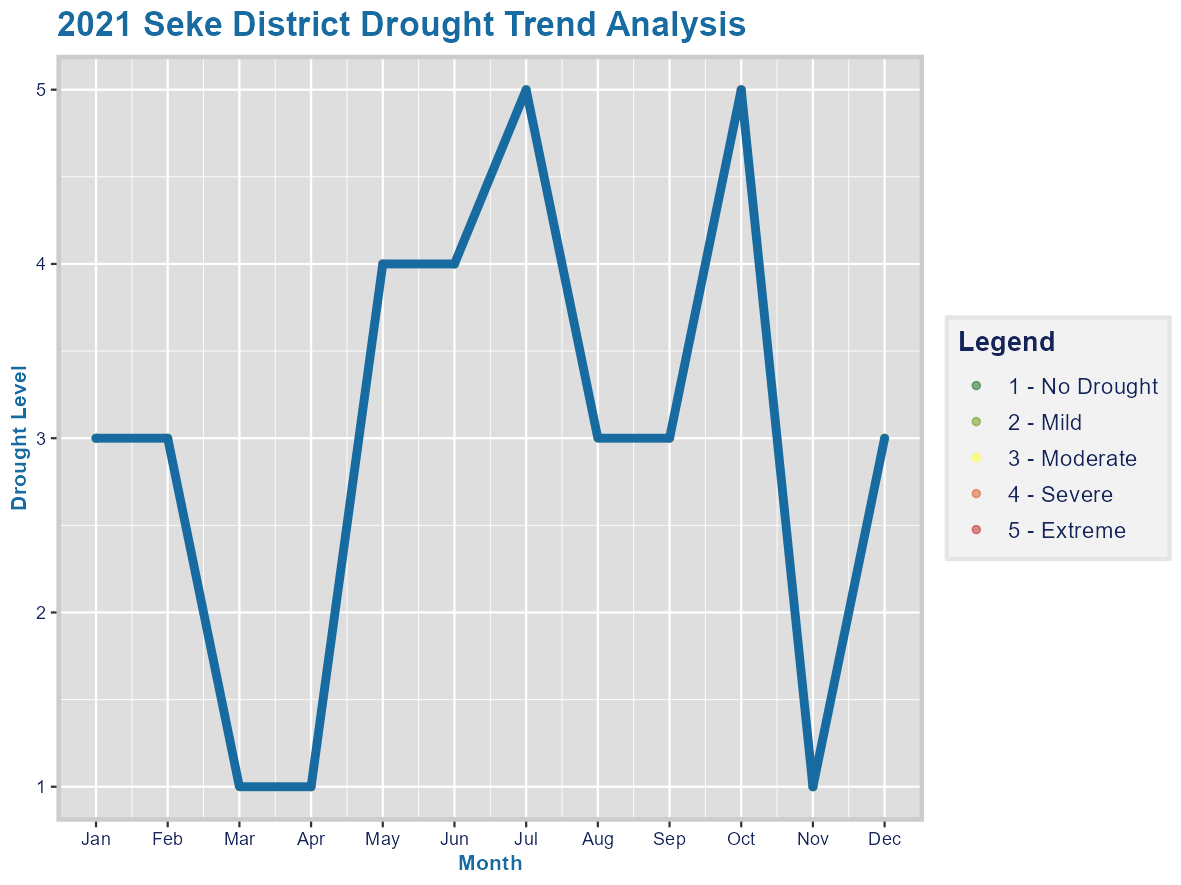 2021 Seke District Drought Trend Analysis
Drought Level
5
4
3
2
1
Jan Feb Mar Apr May Jun Jul Aug Sep Oct Nov Dec
Month
Legend
1 - No Drought
2 - Mild
3 - Moderate
4 - Severe
5 - Extreme